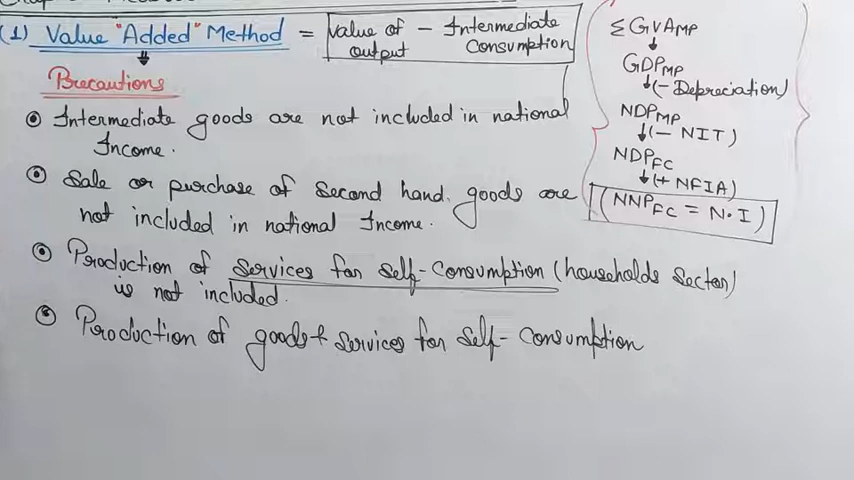 (1) Value "Added" Method = Value of output - Intermediate Consumption
Precautions
Intermediate goods are not included in national
Income.
Sale or purchase of Second hand goods are
not included in national Income.
Production of services for self-Consumption (households Sector)
is not included.
Production of goods + services for self-Consumption
ΣGVAMP
↓
GDPMP
↓(- Depreciation)
NDPMP
↓(- NIT)
NDPFC
↓(+ NFIA)
(NNPFC = N.I)